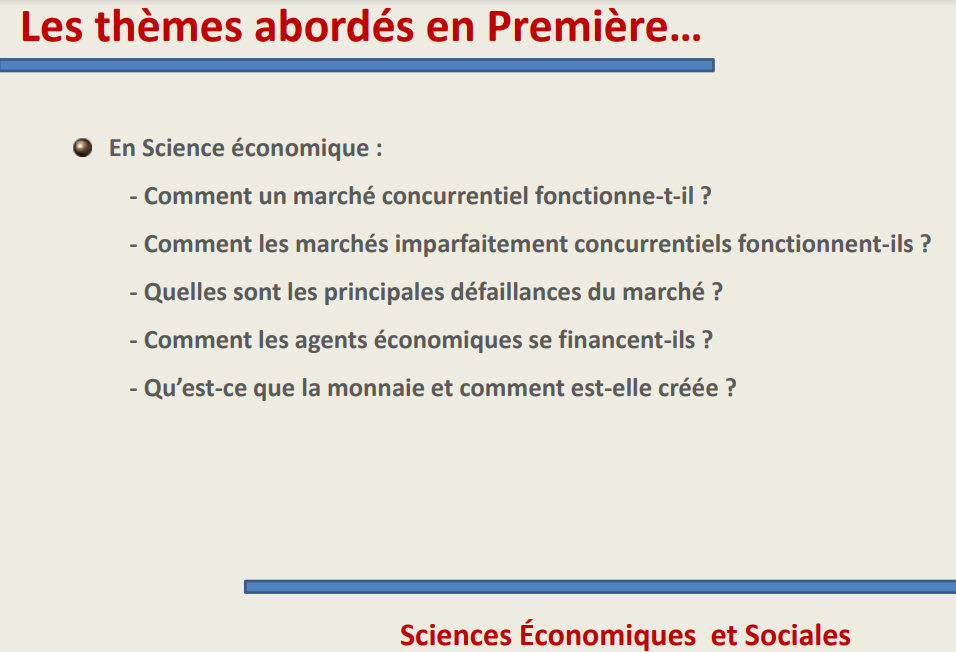 Les thèmes abordés en Première...
En Science économique :
- Comment un marché concurrentiel fonctionne-t-il ?
- Comment les marchés imparfaitement concurrentiels fonctionnent-ils ?
- Quelles sont les principales défaillances du marché ?
- Comment les agents économiques se financent-ils ?
- Qu’est-ce que la monnaie et comment est-elle créée ?
Sciences Économiques et Sociales